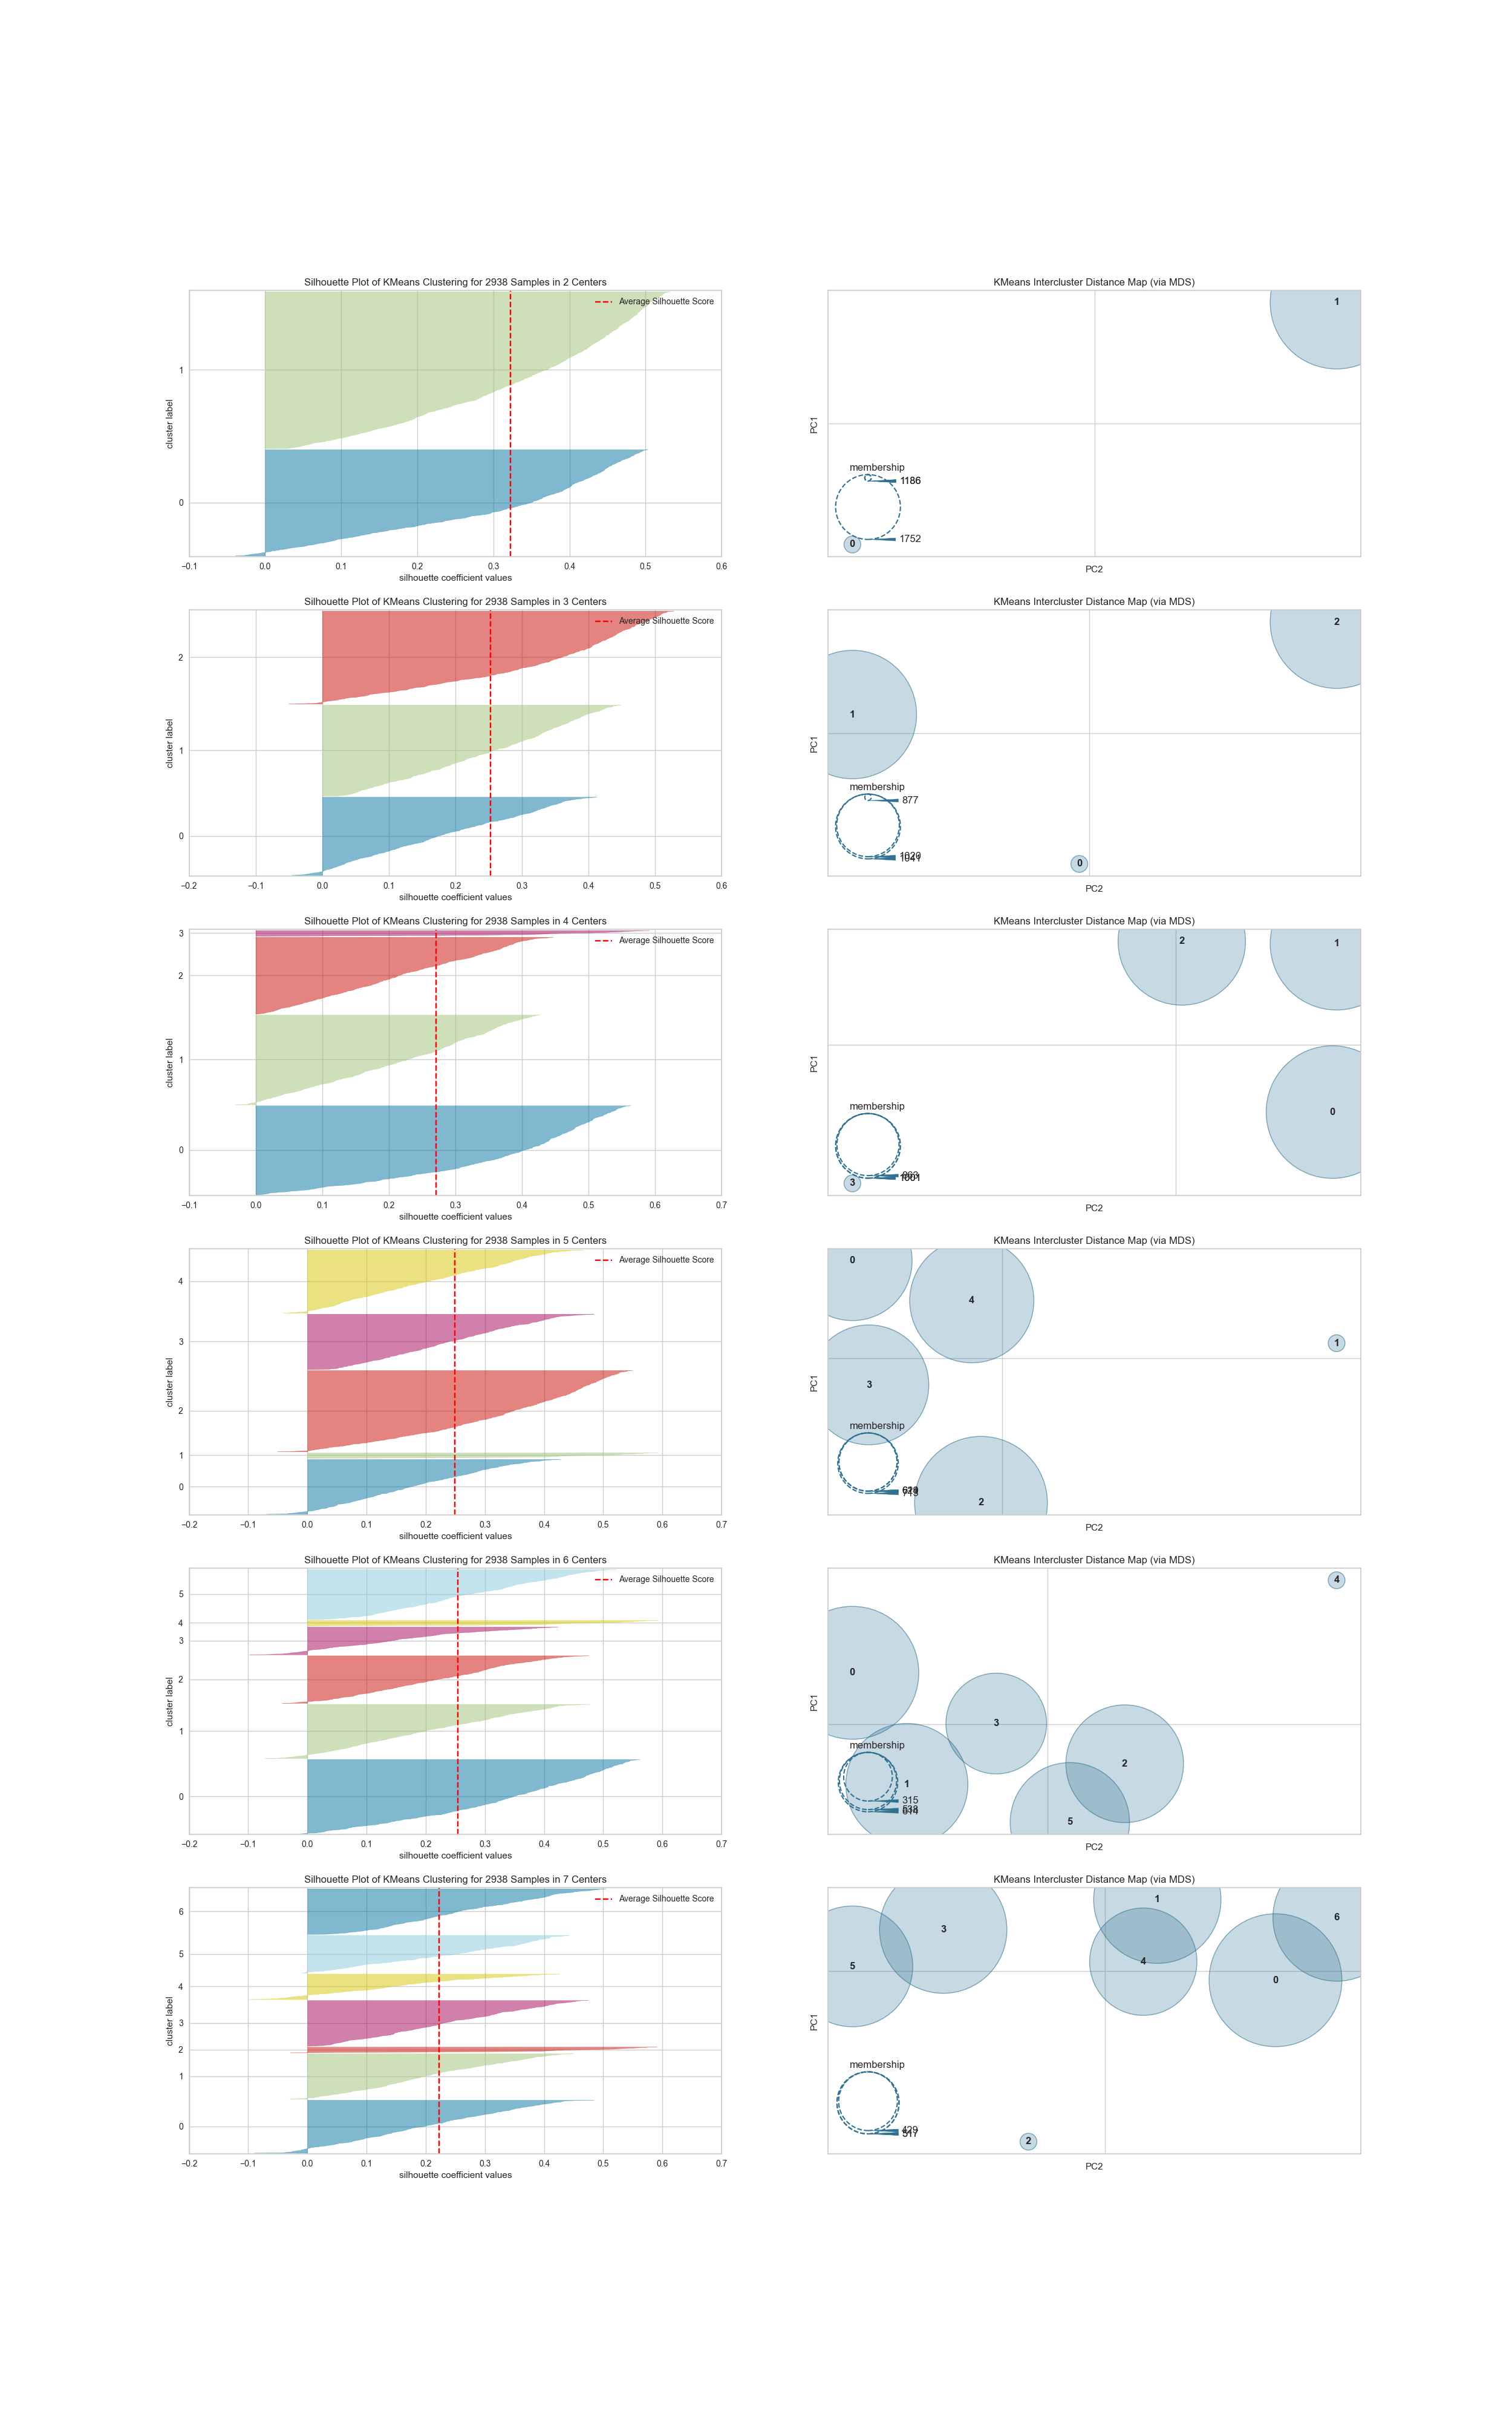 Silhouette Plot of KMeans Clustering for 2938 Samples in 2 Centers
Average Silhouette Score
cluster label
1
0
−0.1 0.0 0.1 0.2 0.3 0.4 0.5 0.6
silhouette coefficient values
KMeans Intercluster Distance Map (via MDS)
1
PC1
membership
1186
1752
0
PC2
Silhouette Plot of KMeans Clustering for 2938 Samples in 3 Centers
Average Silhouette Score
cluster label
2
1
0
−0.2 −0.1 0.0 0.1 0.2 0.3 0.4 0.5 0.6
silhouette coefficient values
KMeans Intercluster Distance Map (via MDS)
2
1
PC1
membership
877
1041
0
PC2
Silhouette Plot of KMeans Clustering for 2938 Samples in 4 Centers
Average Silhouette Score
cluster label
3
2
1
0
−0.1 0.0 0.1 0.2 0.3 0.4 0.5 0.6 0.7
silhouette coefficient values
KMeans Intercluster Distance Map (via MDS)
2
1
PC1
0
membership
3
PC2
Silhouette Plot of KMeans Clustering for 2938 Samples in 5 Centers
Average Silhouette Score
cluster label
4
3
2
1
0
−0.2 −0.1 0.0 0.1 0.2 0.3 0.4 0.5 0.6 0.7
silhouette coefficient values
KMeans Intercluster Distance Map (via MDS)
0
4
1
PC1
3
membership
2
PC2
Silhouette Plot of KMeans Clustering for 2938 Samples in 6 Centers
Average Silhouette Score
cluster label
5
4
3
2
1
0
−0.2 −0.1 0.0 0.1 0.2 0.3 0.4 0.5 0.6 0.7
silhouette coefficient values
KMeans Intercluster Distance Map (via MDS)
4
0
PC1
3
membership
2
1
315
5
PC2
Silhouette Plot of KMeans Clustering for 2938 Samples in 7 Centers
Average Silhouette Score
cluster label
6
5
4
3
2
1
0
−0.2 −0.1 0.0 0.1 0.2 0.3 0.4 0.5 0.6 0.7
silhouette coefficient values
KMeans Intercluster Distance Map (via MDS)
1
6
3
4
5
0
PC1
membership
2
PC2